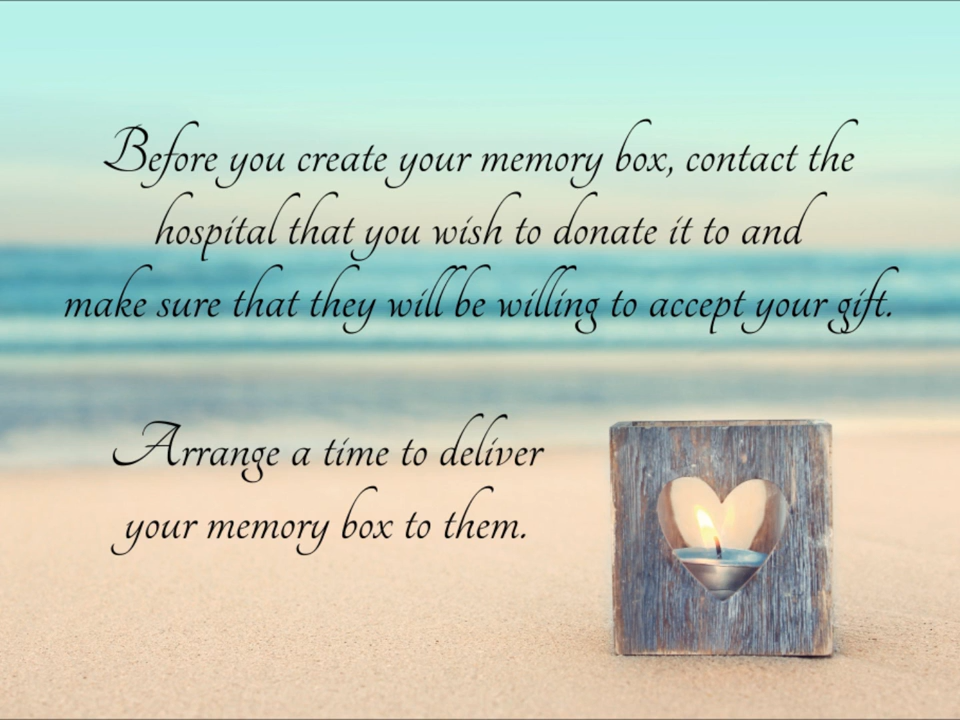 Before you create your memory box, contact the
hospital that you wish to donate it to and
make sure that they will be willing to accept your gift.
Arrange a time to deliver
your memory box to them.